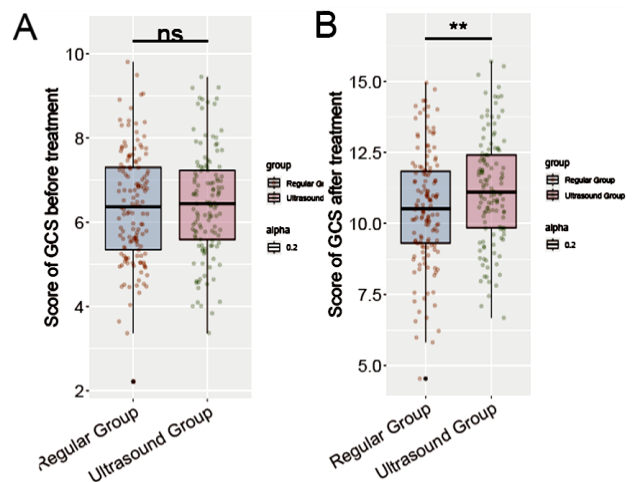 A
ns
Score of GCS before treatment
10
8
6
4
2
Regular Group
Ultrasound Group
group
Regular Gr
Ultrasound
alpha
0.2
B
**
Score of GCS after treatment
15.0
12.5
10.0
7.5
5.0
Regular Group
Ultrasound Group
group
Regular Group
Ultrasound Group
alpha
0.2